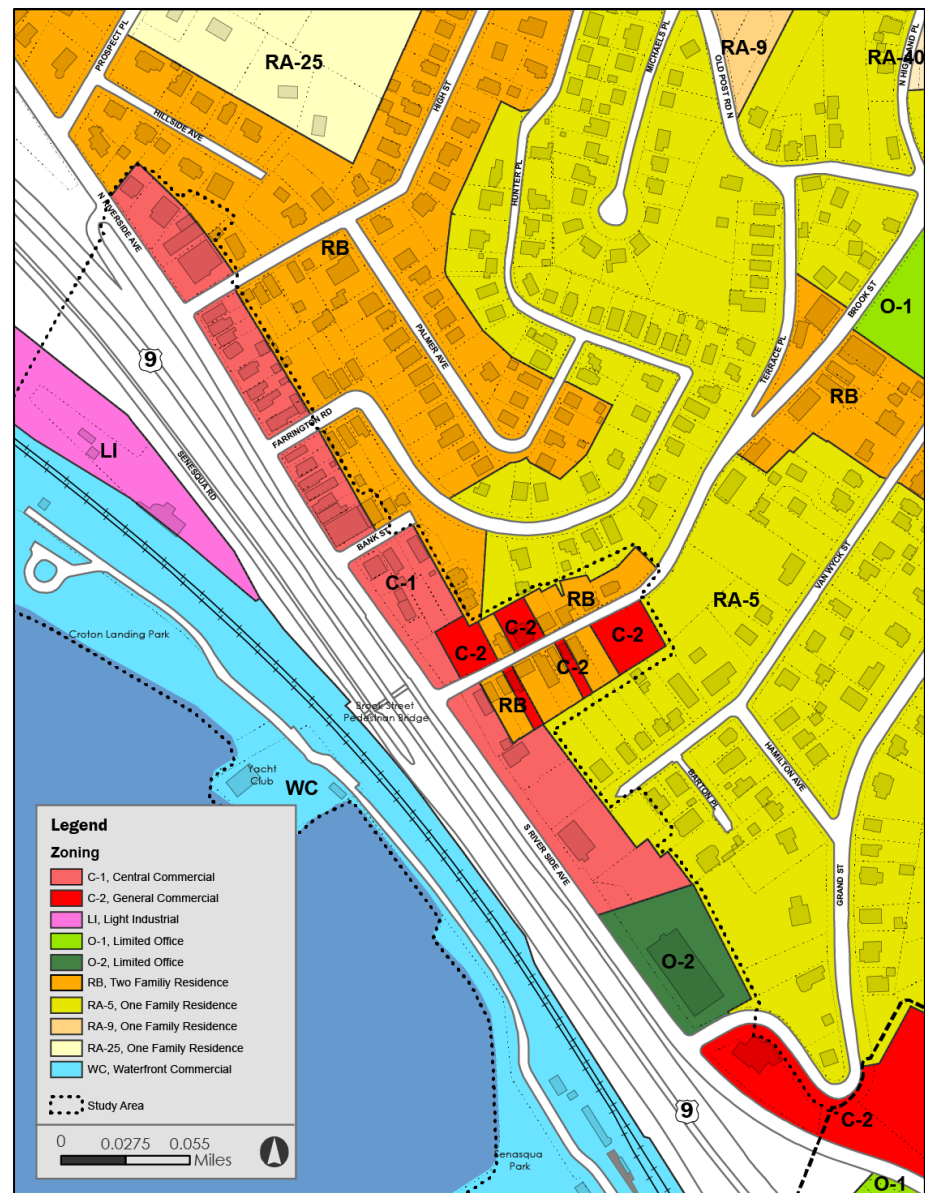 PROSPECT PL
RA-25
HIGH ST
MICHAELS PL
OLD POST RD N
RA-9
N HIGHLAND PL
RA-40
HILLSIDE AVE
HUNTER PL
N RIVERSIDE AVE
RB
BROOK ST
O-1
PALMER AVE
TERRACE PL
9
RB
FARRINGTON RD
LI
SENESQUA RD
BANK ST
VAN WYCK ST
C-1
RB
RA-5
C-2
C-2
C-2
C-2
Croton Landing Park
RB
Brook Street
Pedestrian Bridge
HAMILTON AVE
Yacht
Club
WC
BARTON PL
S RIVER SIDE AVE
GRAND ST
O-2
9
C-2
enasqua
Park
O-1
Legend
Zoning
C-1, Central Commercial
C-2, General Commercial
LI, Light Industrial
O-1, Limited Office
O-2, Limited Office
RB, Two Family Residence
RA-5, One Family Residence
RA-9, One Family Residence
RA-25, One Family Residence
WC, Waterfront Commercial
Study Area
0 0.0275 0.055
Miles